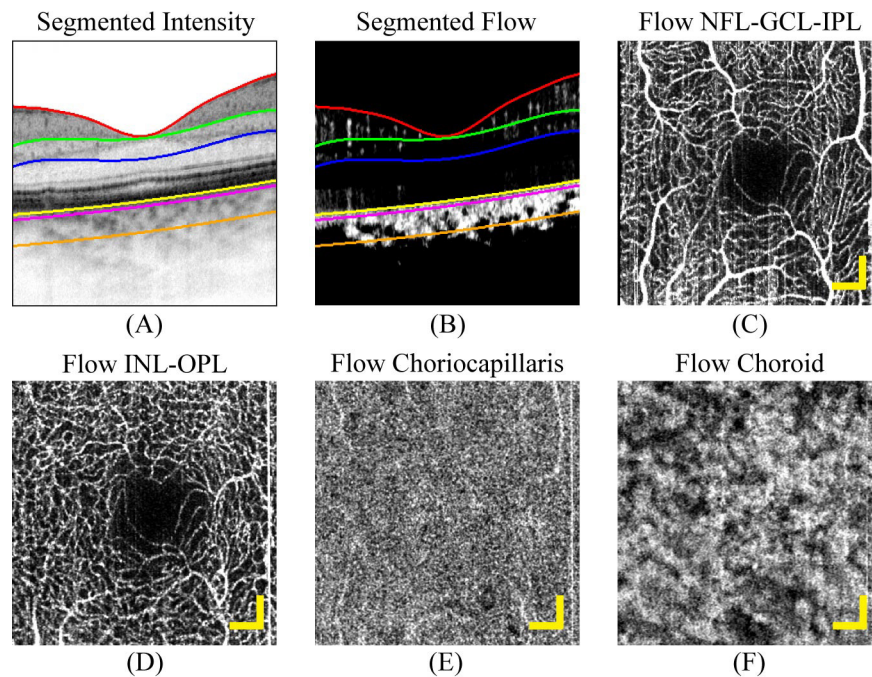 Segmented Intensity
Segmented Flow
Flow NFL-GCL-IPL
(A)
(B)
(C)
Flow INL-OPL
Flow Choriocapillaris
Flow Choroid
(D)
(E)
(F)